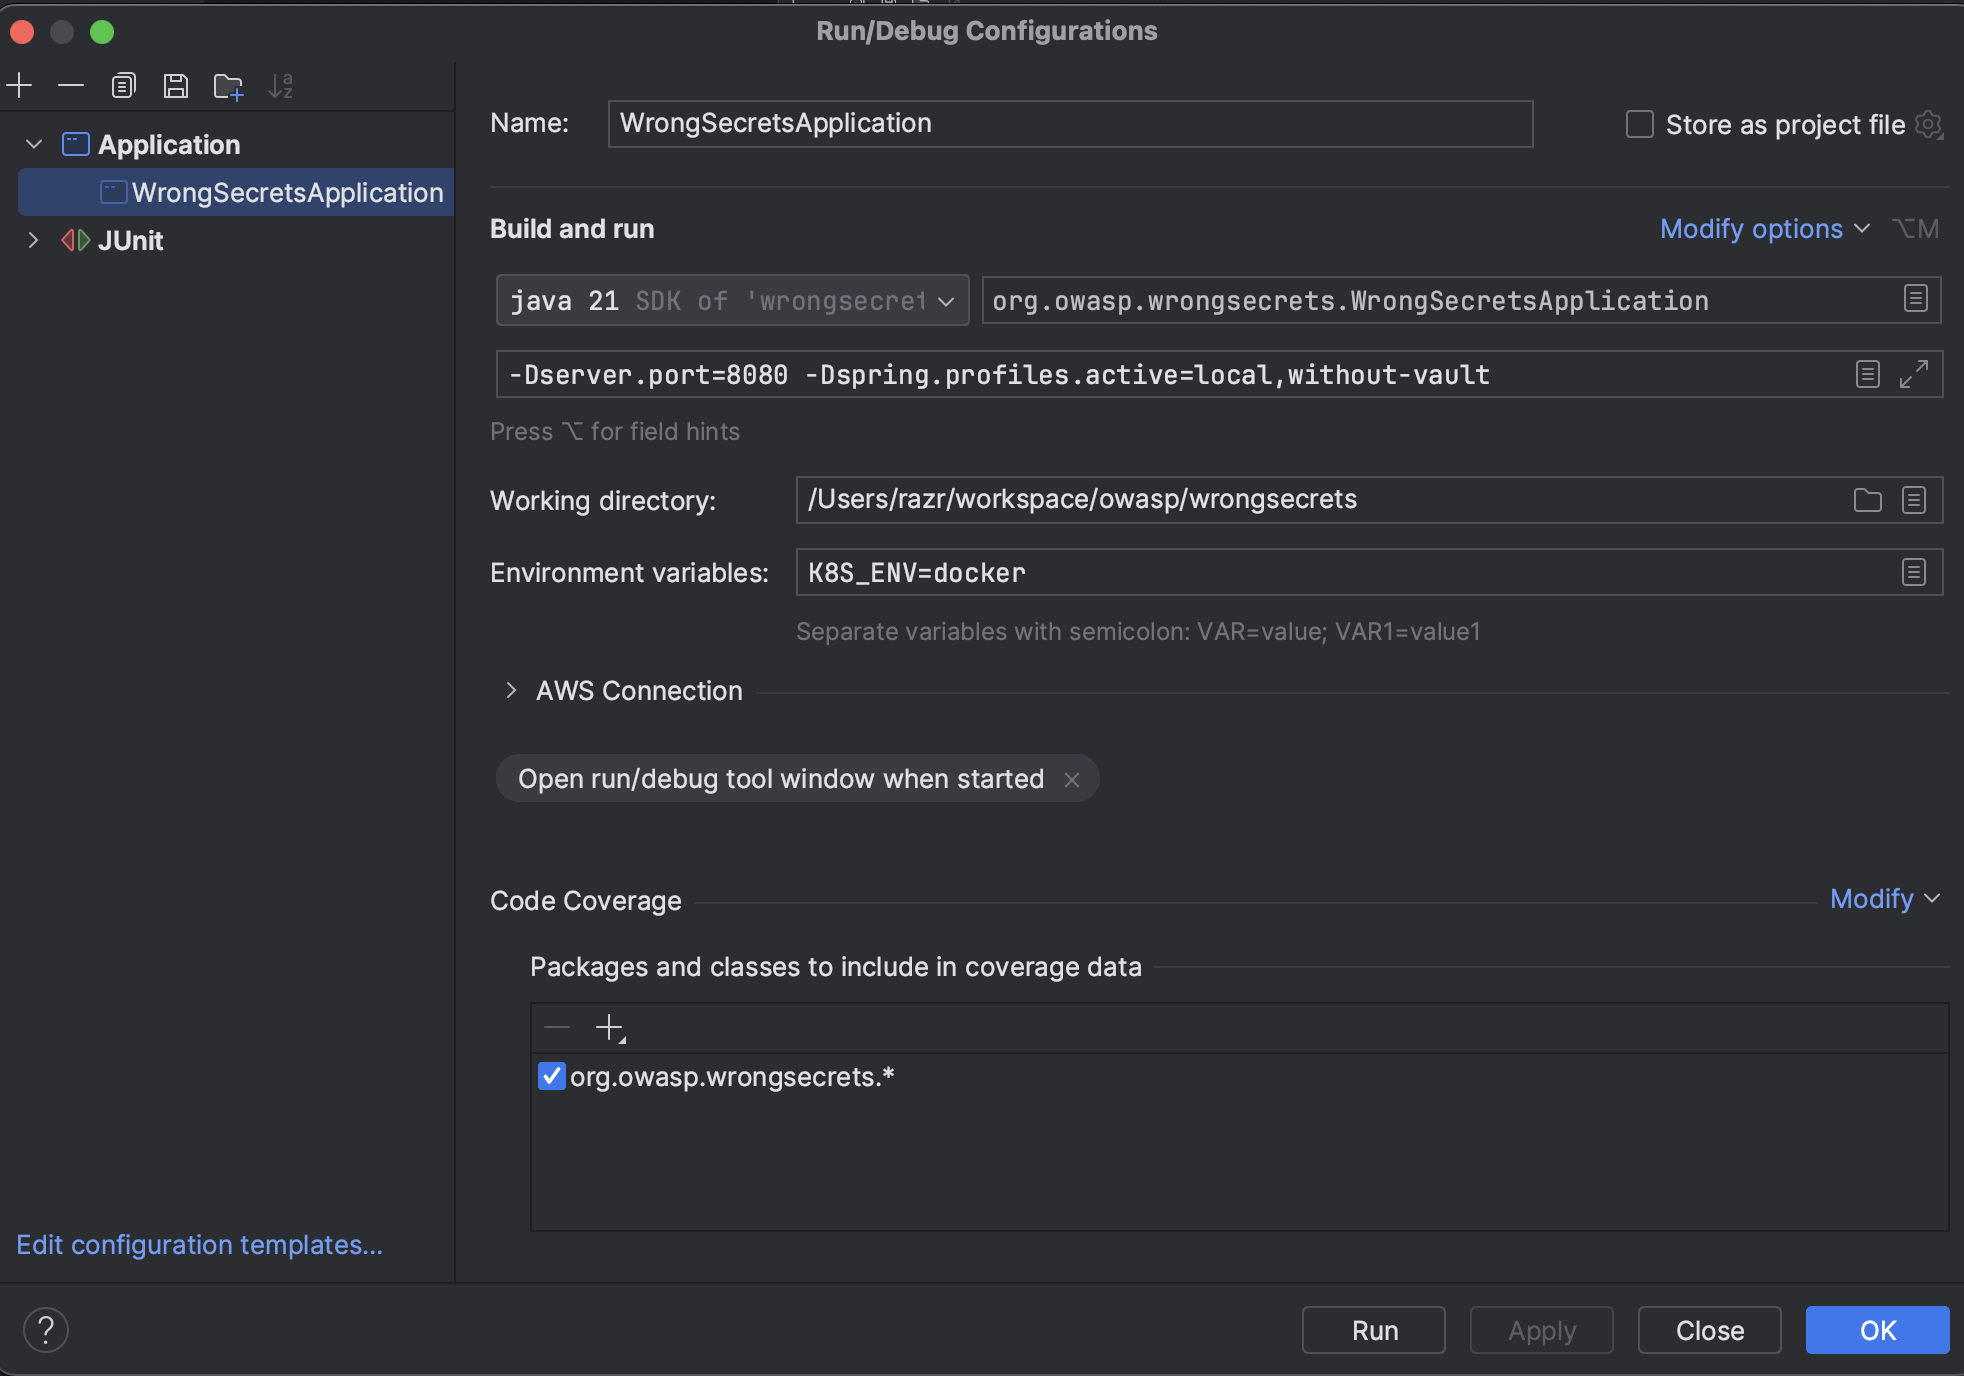 Run/Debug Configurations
Application
WrongSecretsApplication
JUnit
Edit configuration templates...
Name: WrongSecretsApplication Store as project file
Build and run Modify options ⌥M
java 21 SDK of 'wrongsecret org.owasp.wrongsecrets.WrongSecretsApplication
-Dserver.port=8080 -Dspring.profiles.active=local,without-vault
Press ⌥ for field hints
Working directory: /Users/razr/workspace/owasp/wrongsecrets
Environment variables: K8S_ENV=docker
Separate variables with semicolon: VAR=value; VAR1=value1
AWS Connection
Open run/debug tool window when started ×
Code Coverage Modify
Packages and classes to include in coverage data
org.owasp.wrongsecrets.*
? Run Apply Close OK